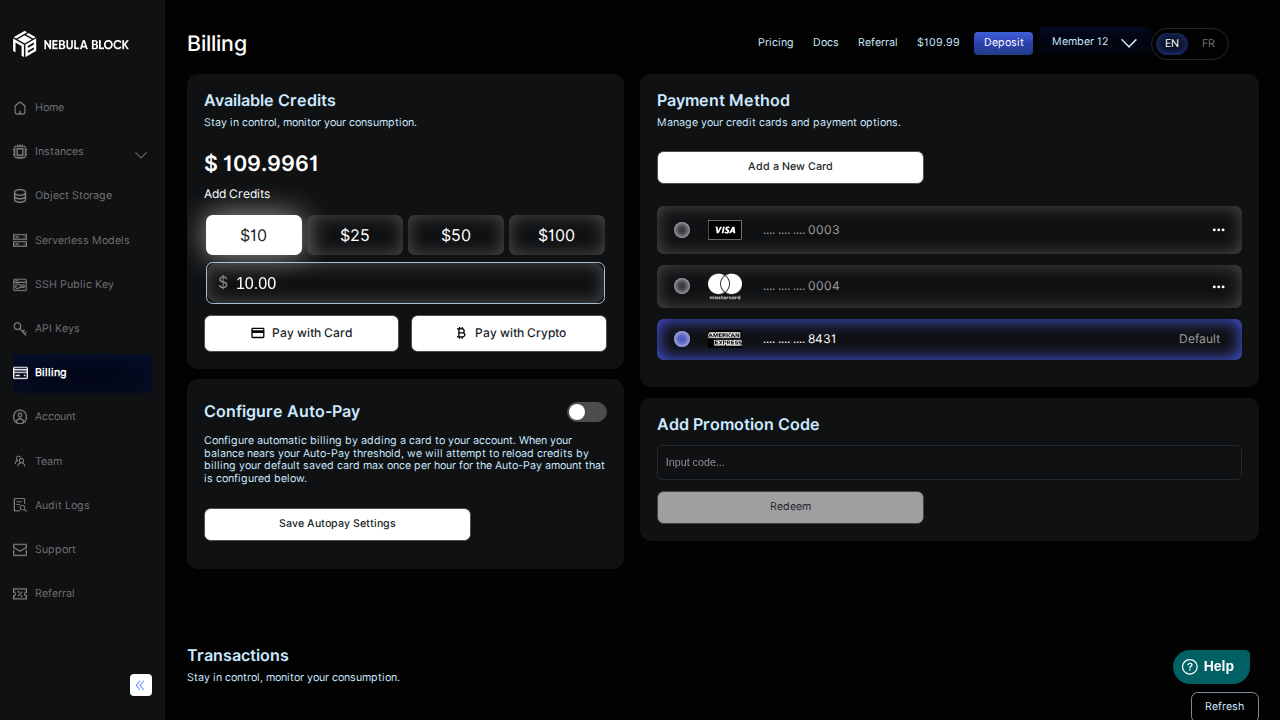 NEBULA BLOCK
Home
Instances
Object Storage
Serverless Models
SSH Public Key
API Keys
Billing
Account
Team
Audit Logs
Support
Referral
Billing
Pricing
Docs
Referral
$109.99
Deposit
Member 12
EN
FR
Available Credits
Stay in control, monitor your consumption.
$ 109.9961
Add Credits
$10
$25
$50
$100
$ 10.00
Pay with Card
Pay with Crypto
Configure Auto-Pay
Configure automatic billing by adding a card to your account. When your
balance nears your Auto-Pay threshold, we will attempt to reload credits by
billing your default saved card max once per hour for the Auto-Pay amount that
is configured below.
Save Autopay Settings
Payment Method
Manage your credit cards and payment options.
Add a New Card
VISA
.... .... .... 0003
mastercard
.... .... .... 0004
AMERICAN
EXPRESS
.... .... .... 8431
Default
Add Promotion Code
Input code...
Redeem
Transactions
Stay in control, monitor your consumption.
Help
Refresh